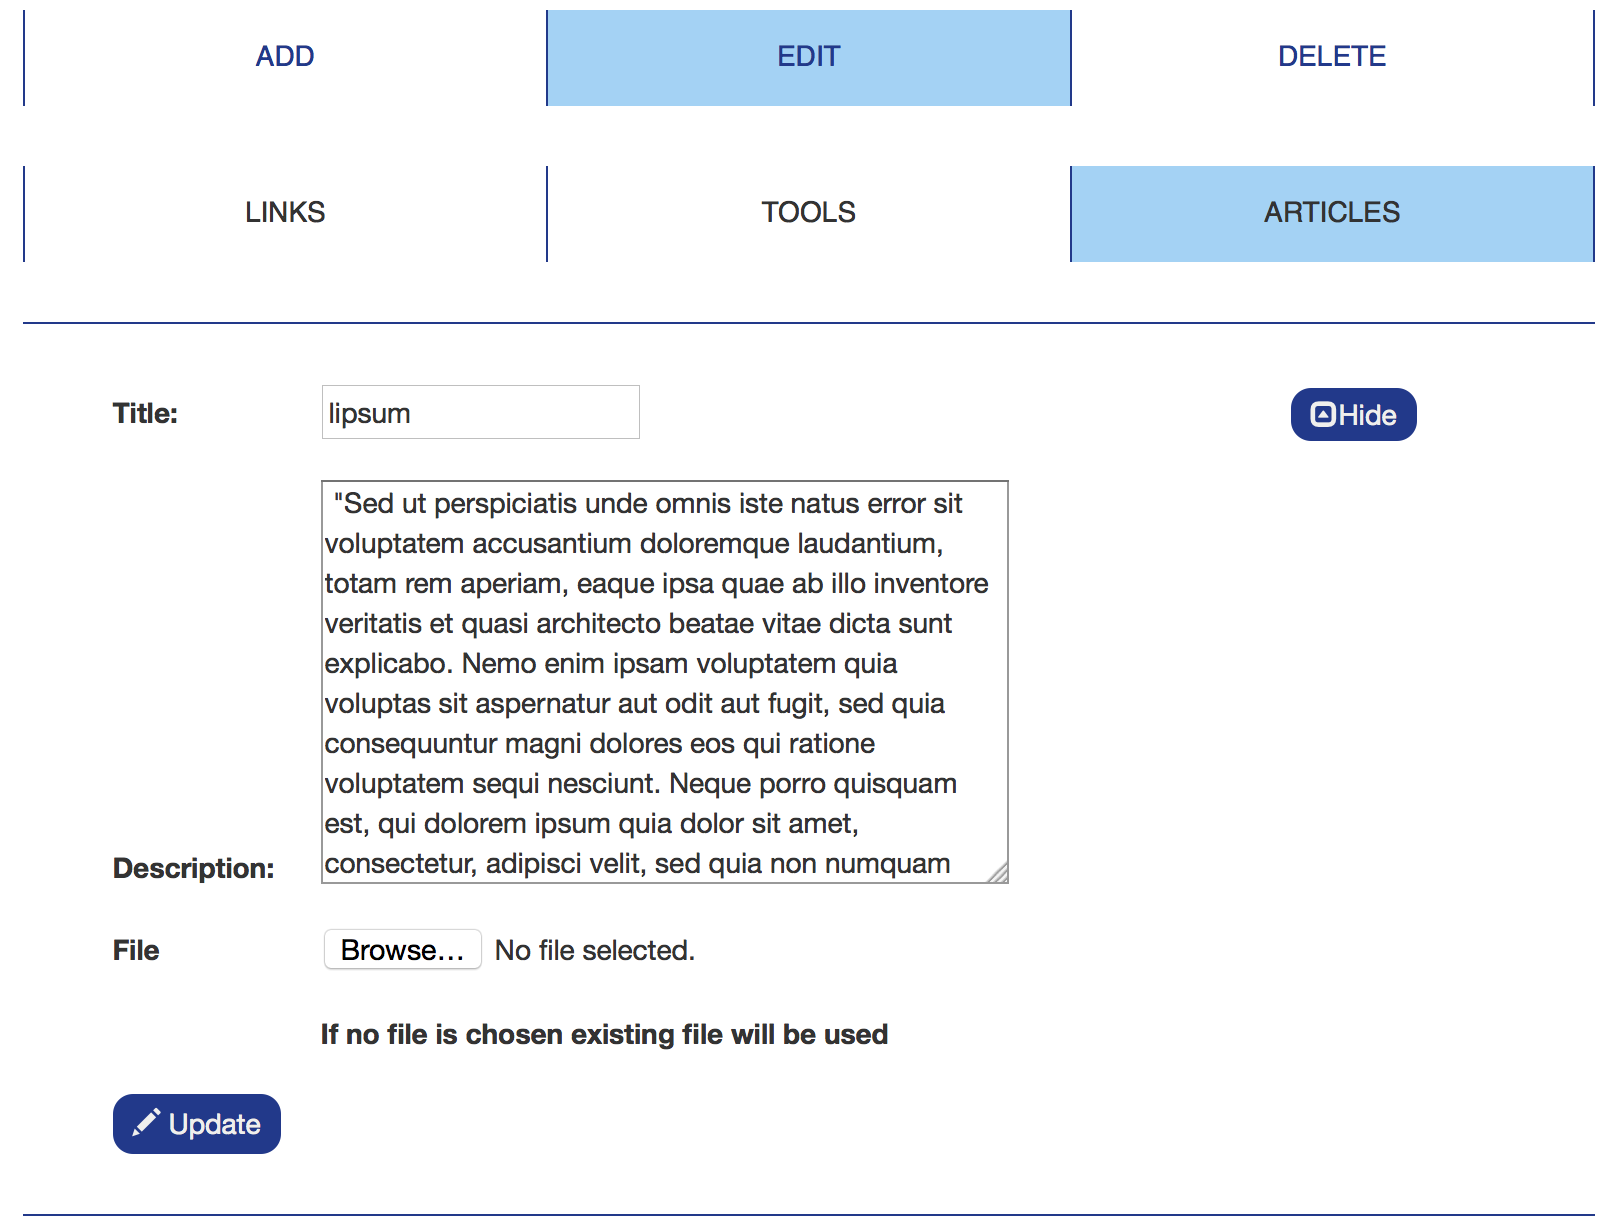 ADD EDIT DELETE
LINKS TOOLS ARTICLES
Title: lipsum Hide
"Sed ut perspiciatis unde omnis iste natus error sit
voluptatem accusantium doloremque laudantium,
totam rem aperiam, eaque ipsa quae ab illo inventore
veritatis et quasi architecto beatae vitae dicta sunt
explicabo. Nemo enim ipsam voluptatem quia
voluptas sit aspernatur aut odit aut fugit, sed quia
consequuntur magni dolores eos qui ratione
voluptatem sequi nesciunt. Neque porro quisquam
est, qui dolorem ipsum quia dolor sit amet,
consectetur, adipisci velit, sed quia non numquam
Description:
File Browse... No file selected.
If no file is chosen existing file will be used
Update